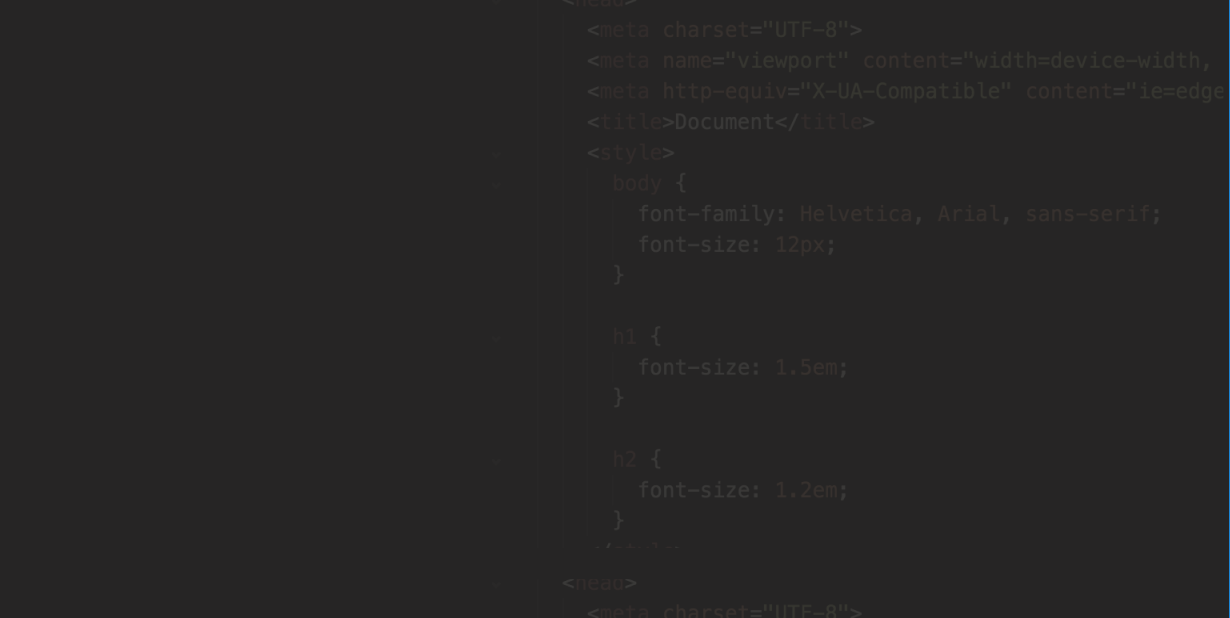 <head>
<meta charset="UTF-8">
<meta name="viewport" content="width=device-width,
<meta http-equiv="X-UA-Compatible" content="ie=edge
<title>Document</title>
<style>
body {
font-family: Helvetica, Arial, sans-serif;
font-size: 12px;
}
h1 {
font-size: 1.5em;
}
h2 {
font-size: 1.2em;
}
</style>
<head>
<meta charset="UTF-8">